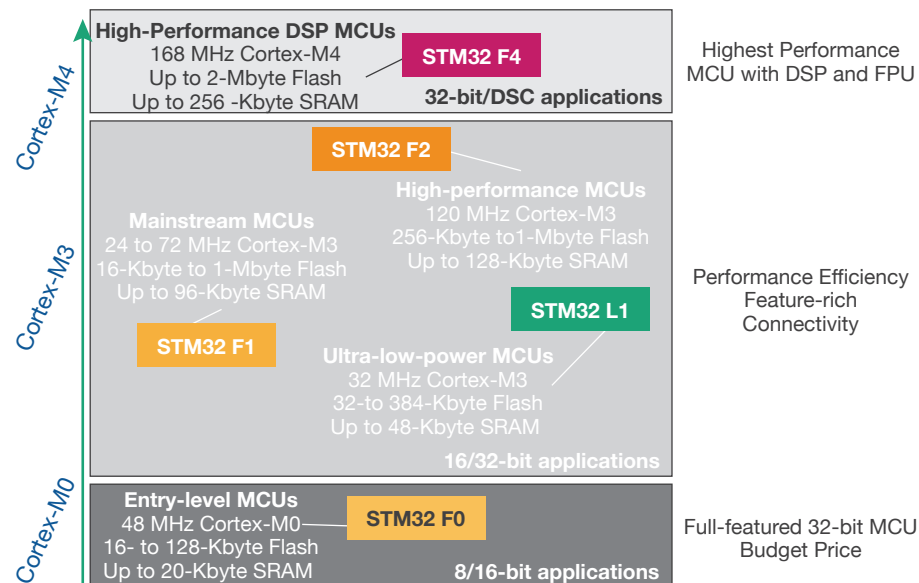 Cortex-M4
High-Performance DSP MCUs
168 MHz Cortex-M4
Up to 2-Mbyte Flash
Up to 256 -Kbyte SRAM
STM32 F4
32-bit/DSC applications
Highest Performance
MCU with DSP and FPU
Cortex-M3
STM32 F2
High-performance MCUs
120 MHz Cortex-M3
256-Kbyte to1-Mbyte Flash
Up to 128-Kbyte SRAM
Mainstream MCUs
24 to 72 MHz Cortex-M3
16-Kbyte to 1-Mbyte Flash
Up to 96-Kbyte SRAM
STM32 F1
STM32 L1
Ultra-low-power MCUs
32 MHz Cortex-M3
32-to 384-Kbyte Flash
Up to 48-Kbyte SRAM
16/32-bit applications
Performance Efficiency
Feature-rich
Connectivity
Cortex-M0
Entry-level MCUs
48 MHz Cortex-M0
16- to 128-Kbyte Flash
Up to 20-Kbyte SRAM
STM32 F0
8/16-bit applications
Full-featured 32-bit MCU
Budget Price